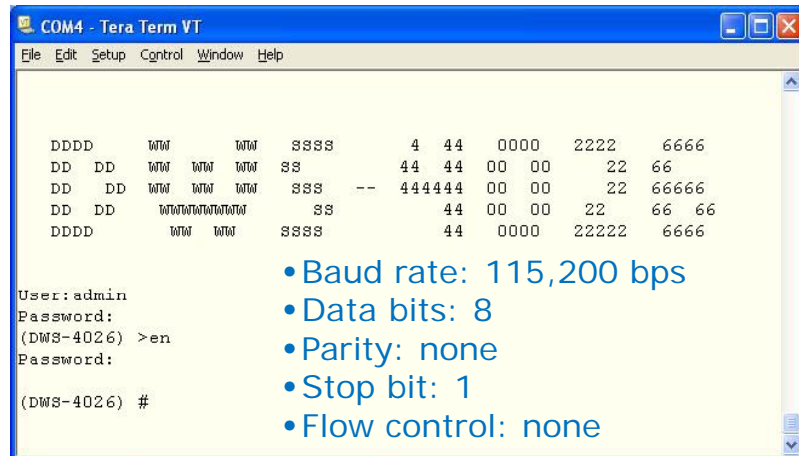 COM4 - Tera Term VT
File Edit Setup Control Window Help
DDDD WW WW SSSS 4 44 0000 2222 6666
DD DD WW WW WW SS 44 44 00 00 22 66
DD DD WW WW WW SSS -- 444444 00 00 22 66666
DD DD WWWWWWWWW SS 44 00 00 22 66 66
DDDD WW WW SSSS 44 0000 22222 6666
User:admin
Password:
(DWS-4026) >en
Password:
(DWS-4026) #
•Baud rate: 115,200 bps
•Data bits: 8
•Parity: none
•Stop bit: 1
•Flow control: none